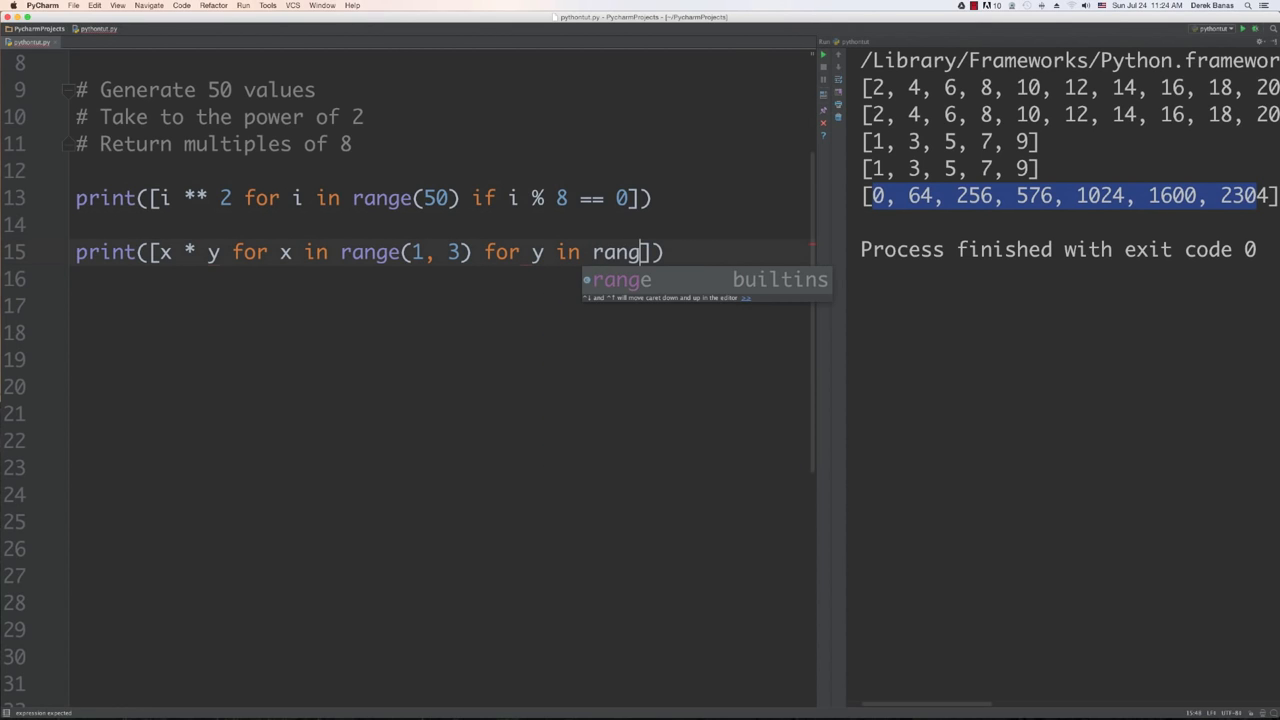 PyCharm File Edit View Navigate Code Refactor Run Tools VCS Window Help
10 Sun Jul 24 11:24 AM Derek Banas
pythontut.py - PycharmProjects - [~/PycharmProjects]
PycharmProjects pythontut.py pythontut
pythontut.py Run: pythontut
8
9 # Generate 50 values
10 # Take to the power of 2
11 # Return multiples of 8
12
13 print([i ** 2 for i in range(50) if i % 8 == 0])
14
15 print([x * y for x in range(1, 3) for y in rang])
range builtins
^↓ and ^↑ will move caret down and up in the editor >>
16
17
18
19
20
21
22
23
24
25
26
27
28
29
30
31
/Library/Frameworks/Python.framewor
[2, 4, 6, 8, 10, 12, 14, 16, 18, 20
[2, 4, 6, 8, 10, 12, 14, 16, 18, 20
[1, 3, 5, 7, 9]
[1, 3, 5, 7, 9]
[0, 64, 256, 576, 1024, 1600, 2304]
Process finished with exit code 0
expression expected 15:48 LF÷ UTF-8÷